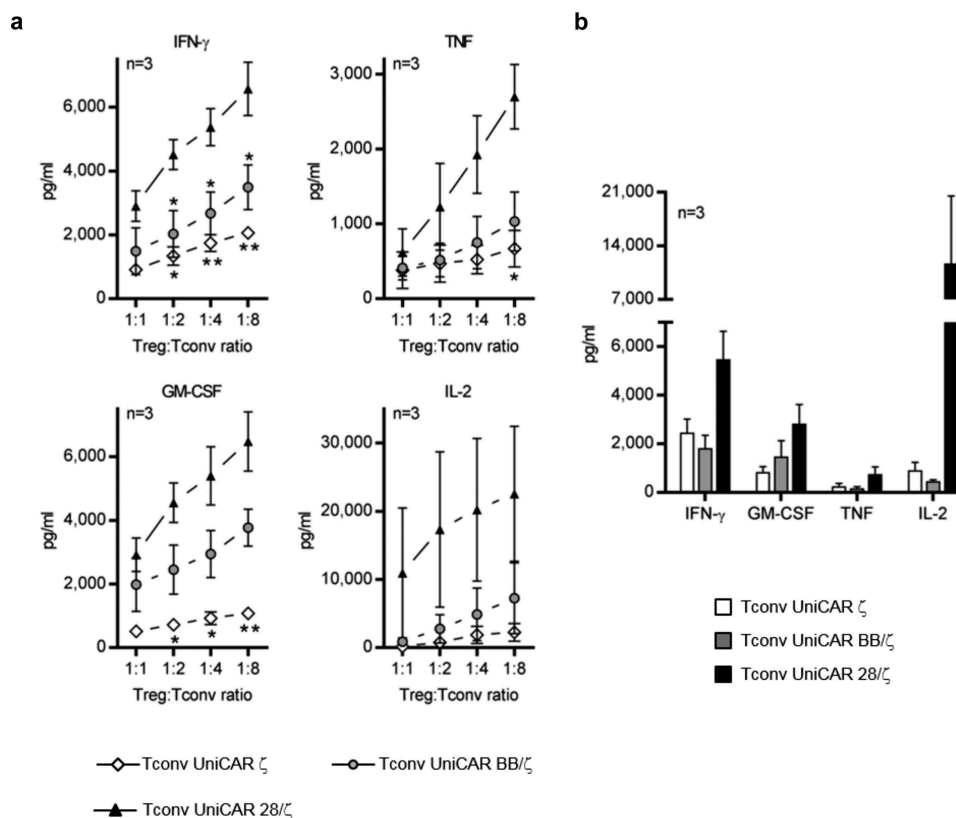 a
IFN-γ
n=3
pg/ml
6,000
4,000
2,000
0
* * *
* ** **
1:1 1:2 1:4 1:8
Treg:Tconv ratio
TNF
n=3
pg/ml
3,000
2,000
1,000
0
*
1:1 1:2 1:4 1:8
Treg:Tconv ratio
GM-CSF
n=3
pg/ml
6,000
4,000
2,000
0
* * **
1:1 1:2 1:4 1:8
Treg:Tconv ratio
IL-2
n=3
pg/ml
30,000
20,000
10,000
0
1:1 1:2 1:4 1:8
Treg:Tconv ratio
Tconv UniCAR ζ
Tconv UniCAR BB/ζ
Tconv UniCAR 28/ζ
b
n=3
pg/ml
21,000
14,000
7,000
6,000
4,000
2,000
0
IFN-γ GM-CSF TNF IL-2
Tconv UniCAR ζ
Tconv UniCAR BB/ζ
Tconv UniCAR 28/ζ